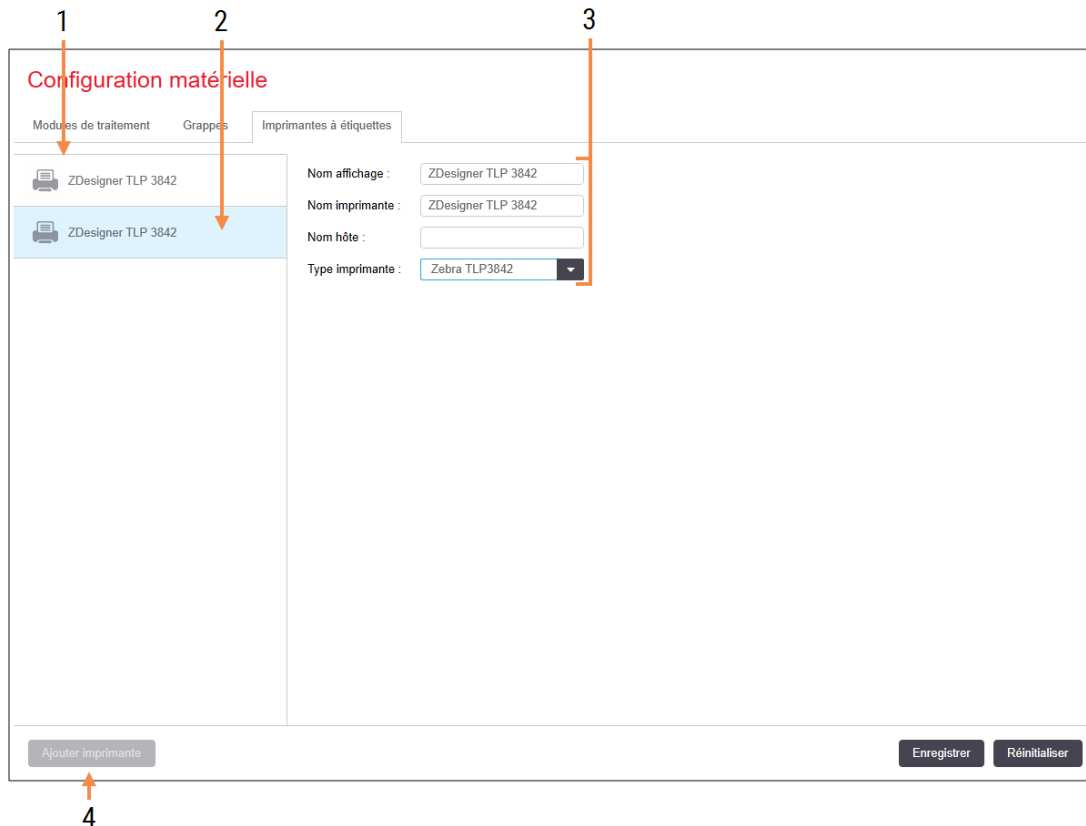 1 2 3
Configuration matérielle
Modules de traitement Grappes Imprimantes à étiquettes
ZDesigner TLP 3842
ZDesigner TLP 3842
Nom affichage : ZDesigner TLP 3842
Nom imprimante : ZDesigner TLP 3842
Nom hôte :
Type imprimante : Zebra TLP3842
Ajouter imprimante Enregistrer Réinitialiser
4